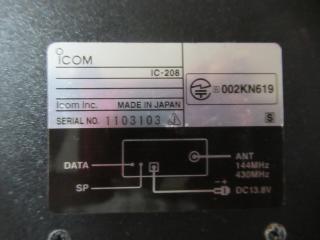 ICOM
IC-208
Icom Inc. MADE IN JAPAN
SERIAL NO. 1103103
002KN619
S
DATA
SP
ANT
144MHz
430MHz
DC13.8V